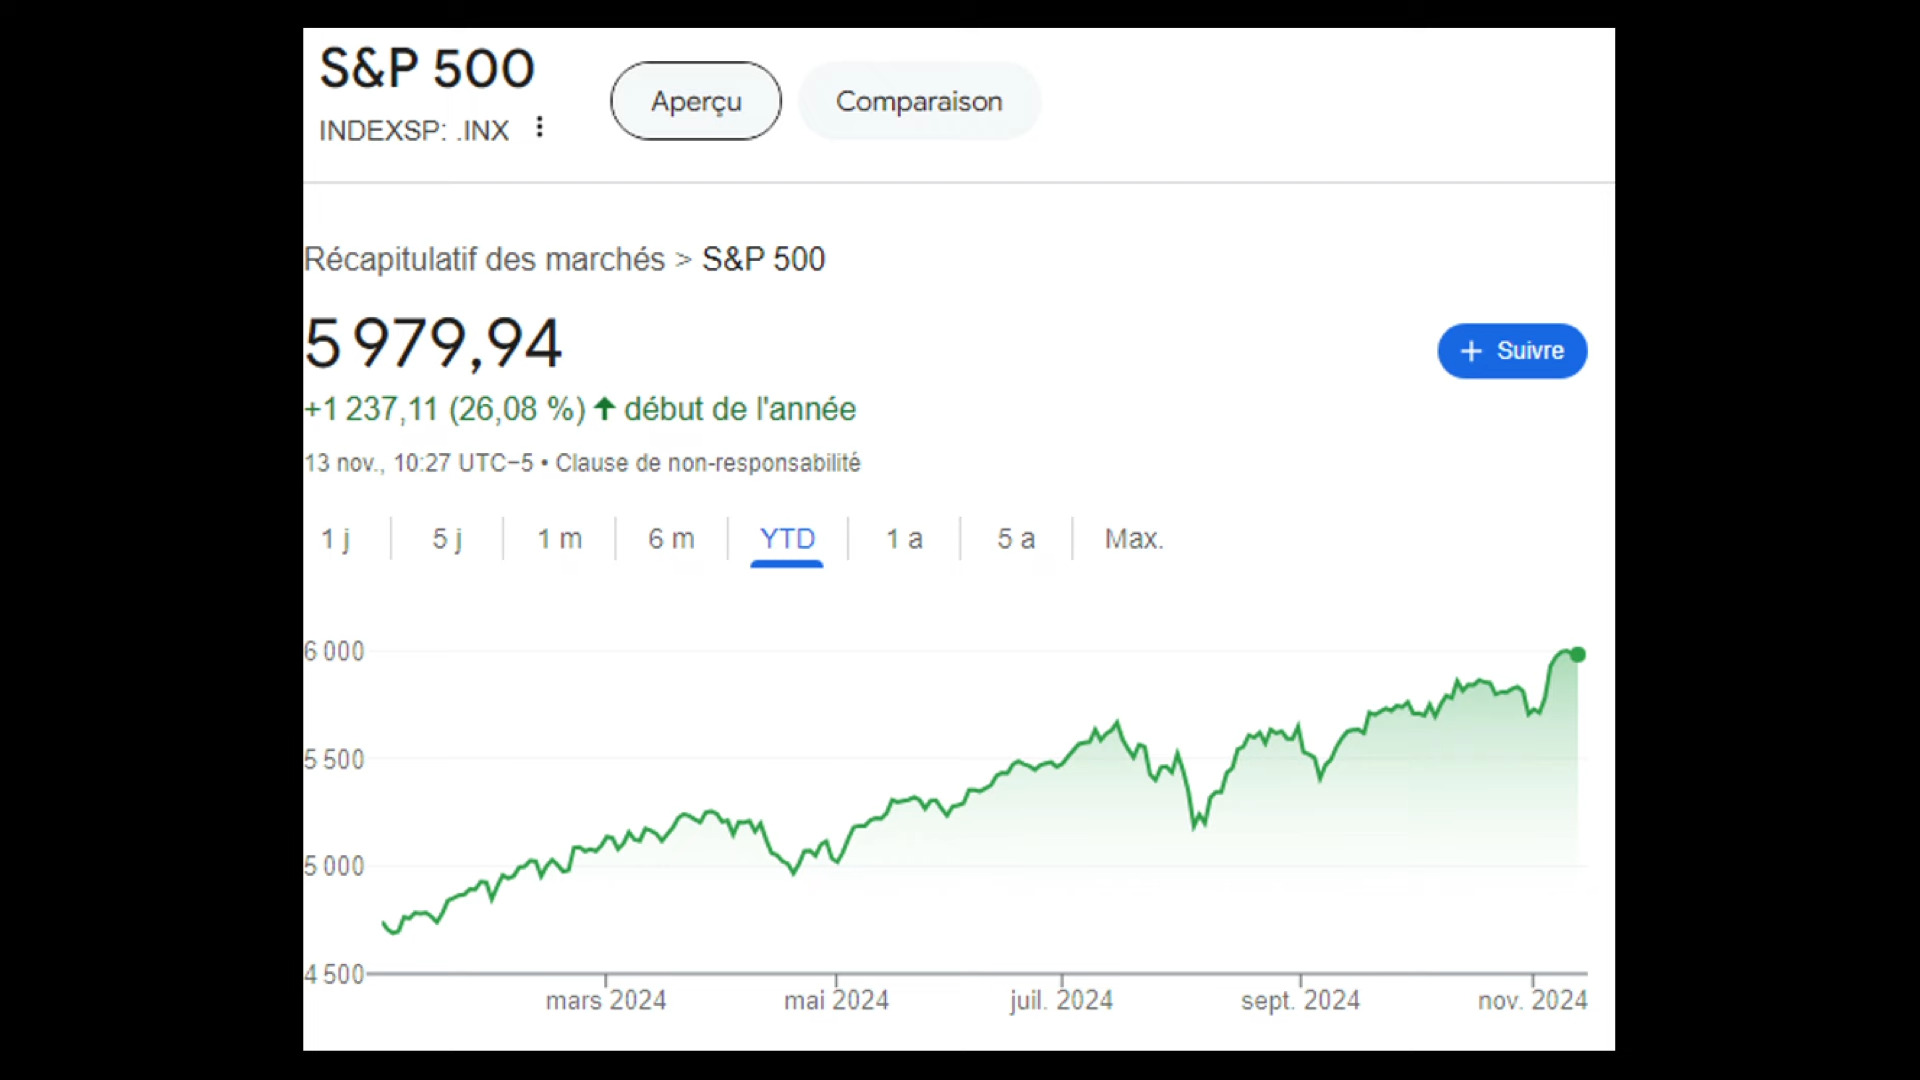 S&P 500
INDEXSP: .INX
Aperçu
Comparaison
Récapitulatif des marchés > S&P 500
5 979,94
+ Suivre
+1 237,11 (26,08 %) ↑ début de l'année
13 nov., 10:27 UTC−5 • Clause de non-responsabilité
1 j 5 j 1 m 6 m YTD 1 a 5 a Max.
6 000
5 500
5 000
4 500
mars 2024 mai 2024 juil. 2024 sept. 2024 nov. 2024